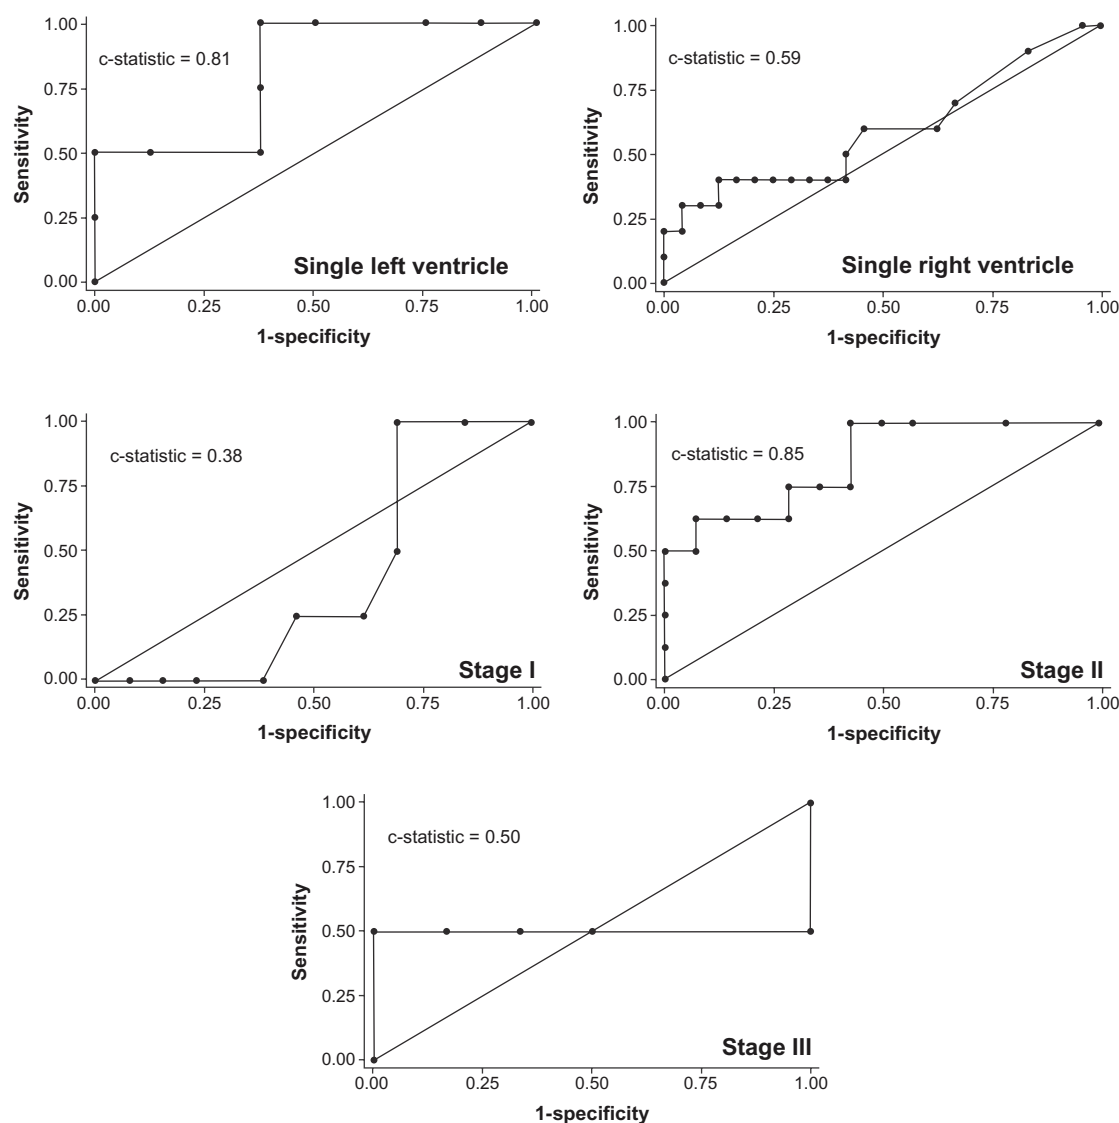 1.00
c-statistic = 0.81
0.75
Sensitivity
0.50
0.25
Single left ventricle
0.00
0.00 0.25 0.50 0.75 1.00
1-specificity
1.00
c-statistic = 0.59
0.75
Sensitivity
0.50
0.25
Single right ventricle
0.00
0.00 0.25 0.50 0.75 1.00
1-specificity
1.00
c-statistic = 0.38
0.75
Sensitivity
0.50
0.25
Stage I
0.00
0.00 0.25 0.50 0.75 1.00
1-specificity
1.00
c-statistic = 0.85
0.75
Sensitivity
0.50
0.25
Stage II
0.00
0.00 0.25 0.50 0.75 1.00
1-specificity
1.00
c-statistic = 0.50
0.75
Sensitivity
0.50
0.25
Stage III
0.00
0.00 0.25 0.50 0.75 1.00
1-specificity